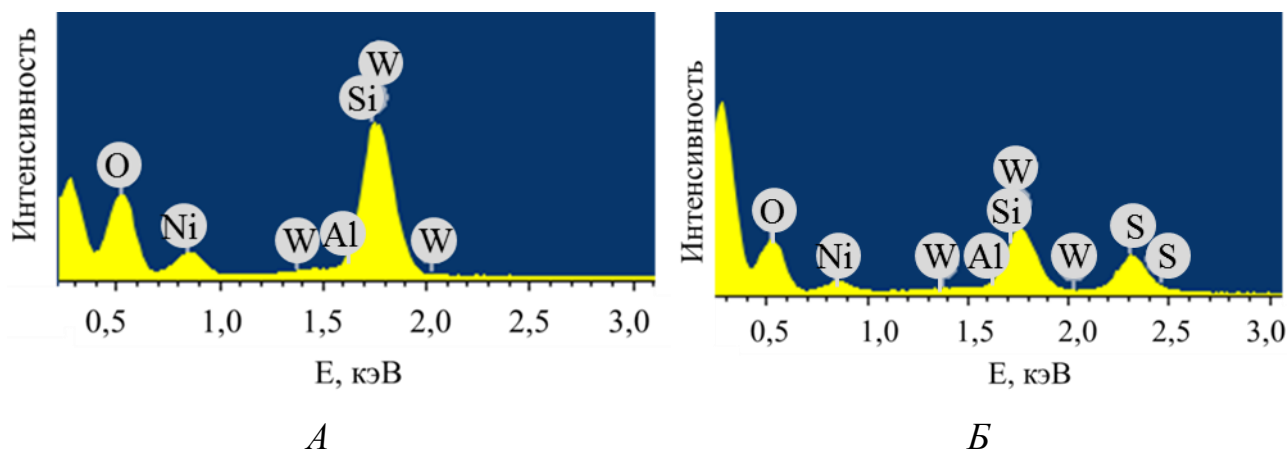 Интенсивность
O
Ni
W
Al
Si
W
W
0,5 1,0 1,5 2,0 2,5 3,0
E, кэВ
А
Интенсивность
O
Ni
W
Al
Si
W
W
S
S
0,5 1,0 1,5 2,0 2,5 3,0
E, кэВ
Б